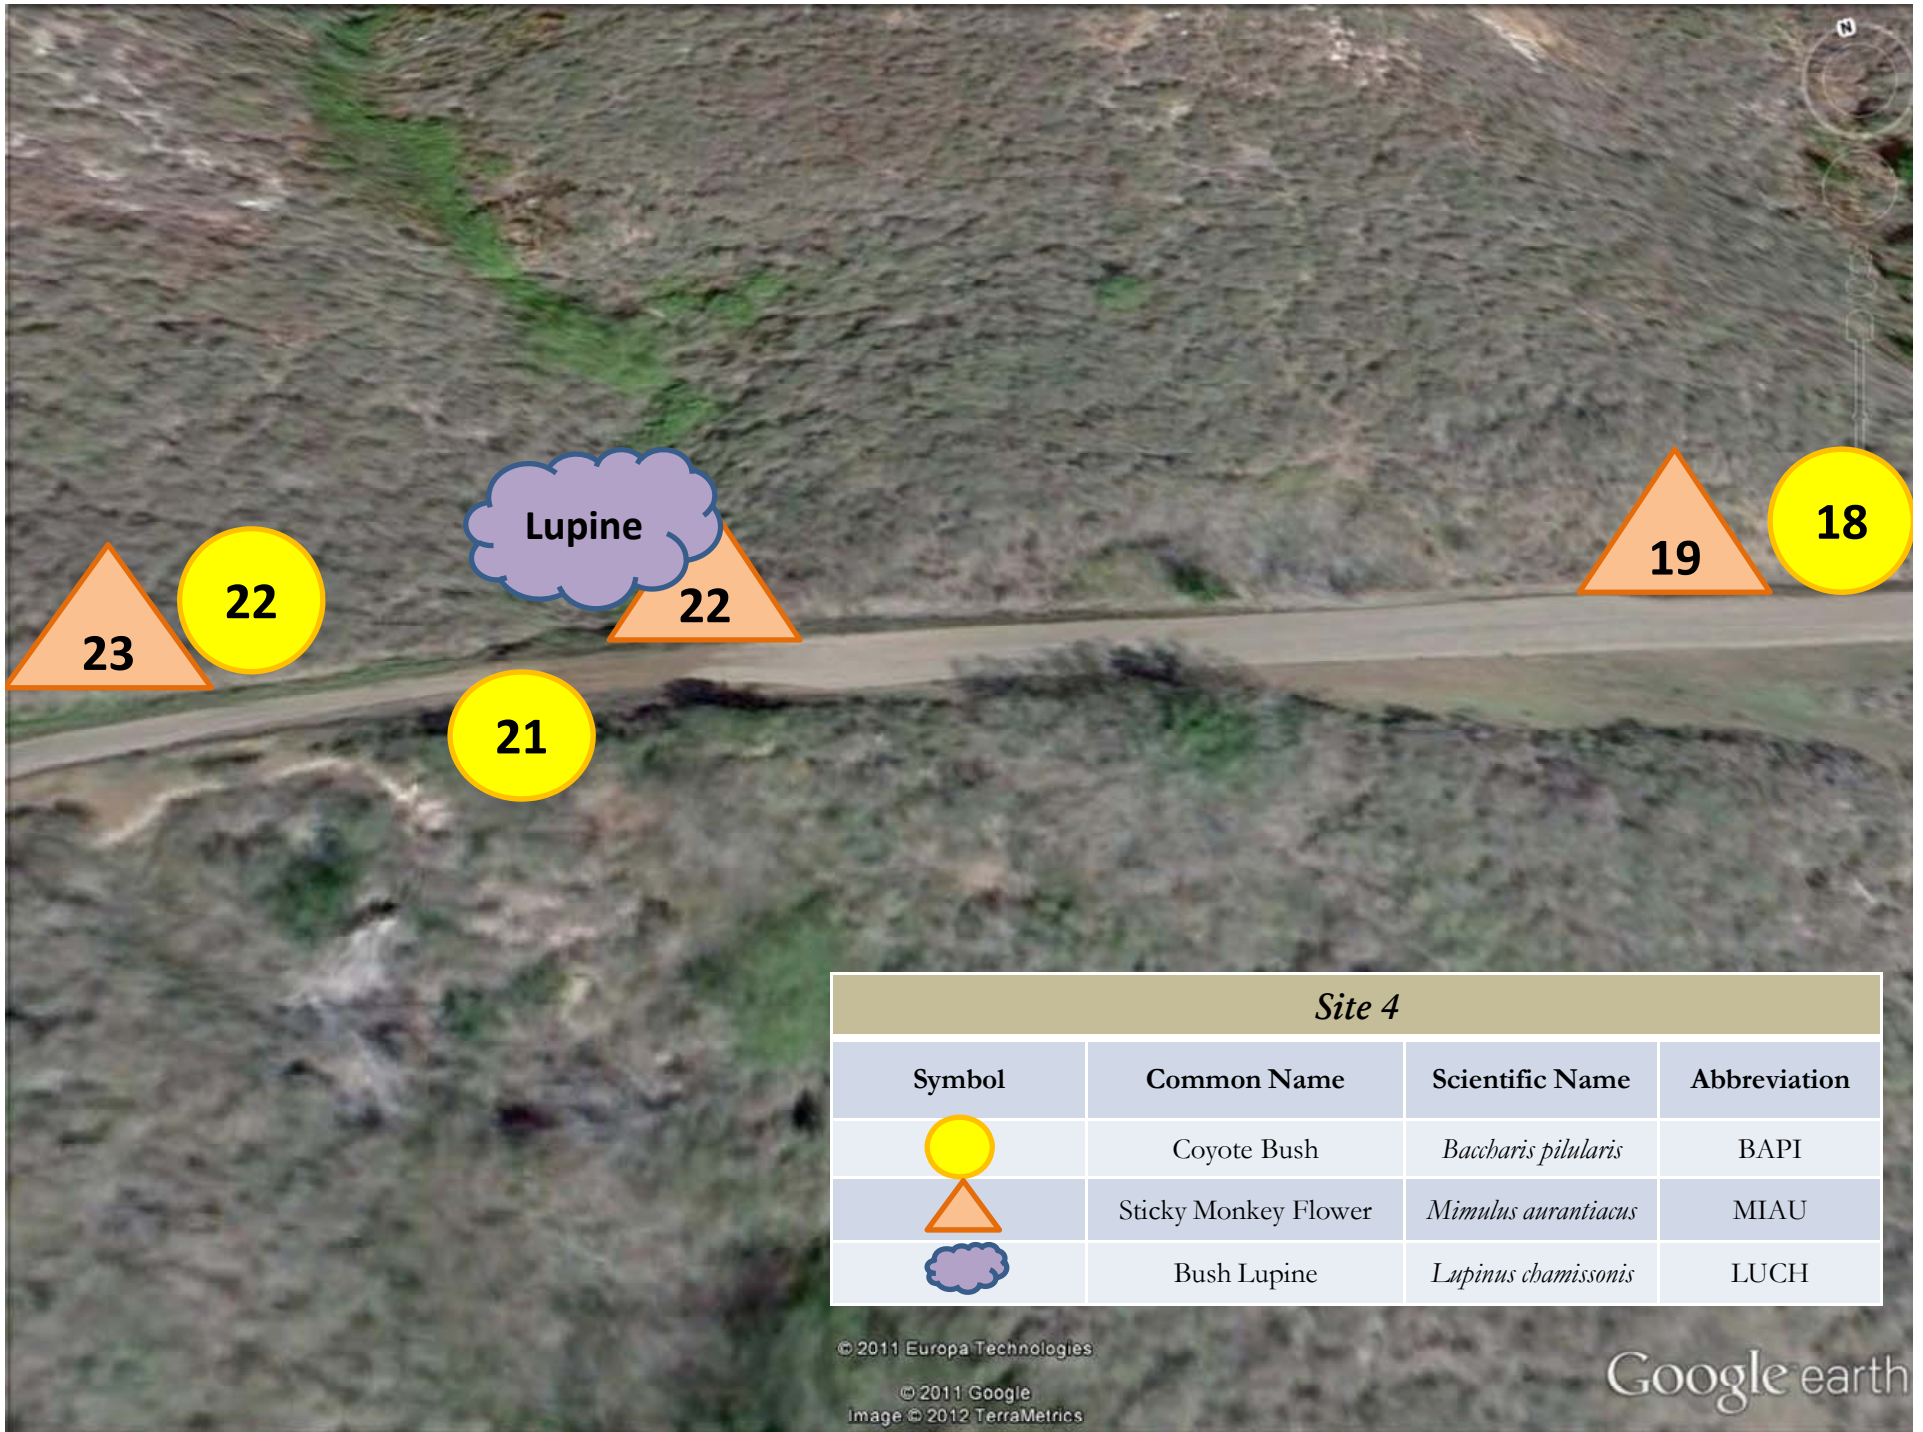 N
Lupine
18
19
22
22
23
21
Site 4
Symbol Common Name Scientific Name Abbreviation
Coyote Bush Baccharis pilularis BAPI
Sticky Monkey Flower Mimulus aurantiacus MIAU
Bush Lupine Lupinus chamissonis LUCH
© 2011 Europa Technologies
© 2011 Google
Image © 2012 TerraMetrics
Google earth